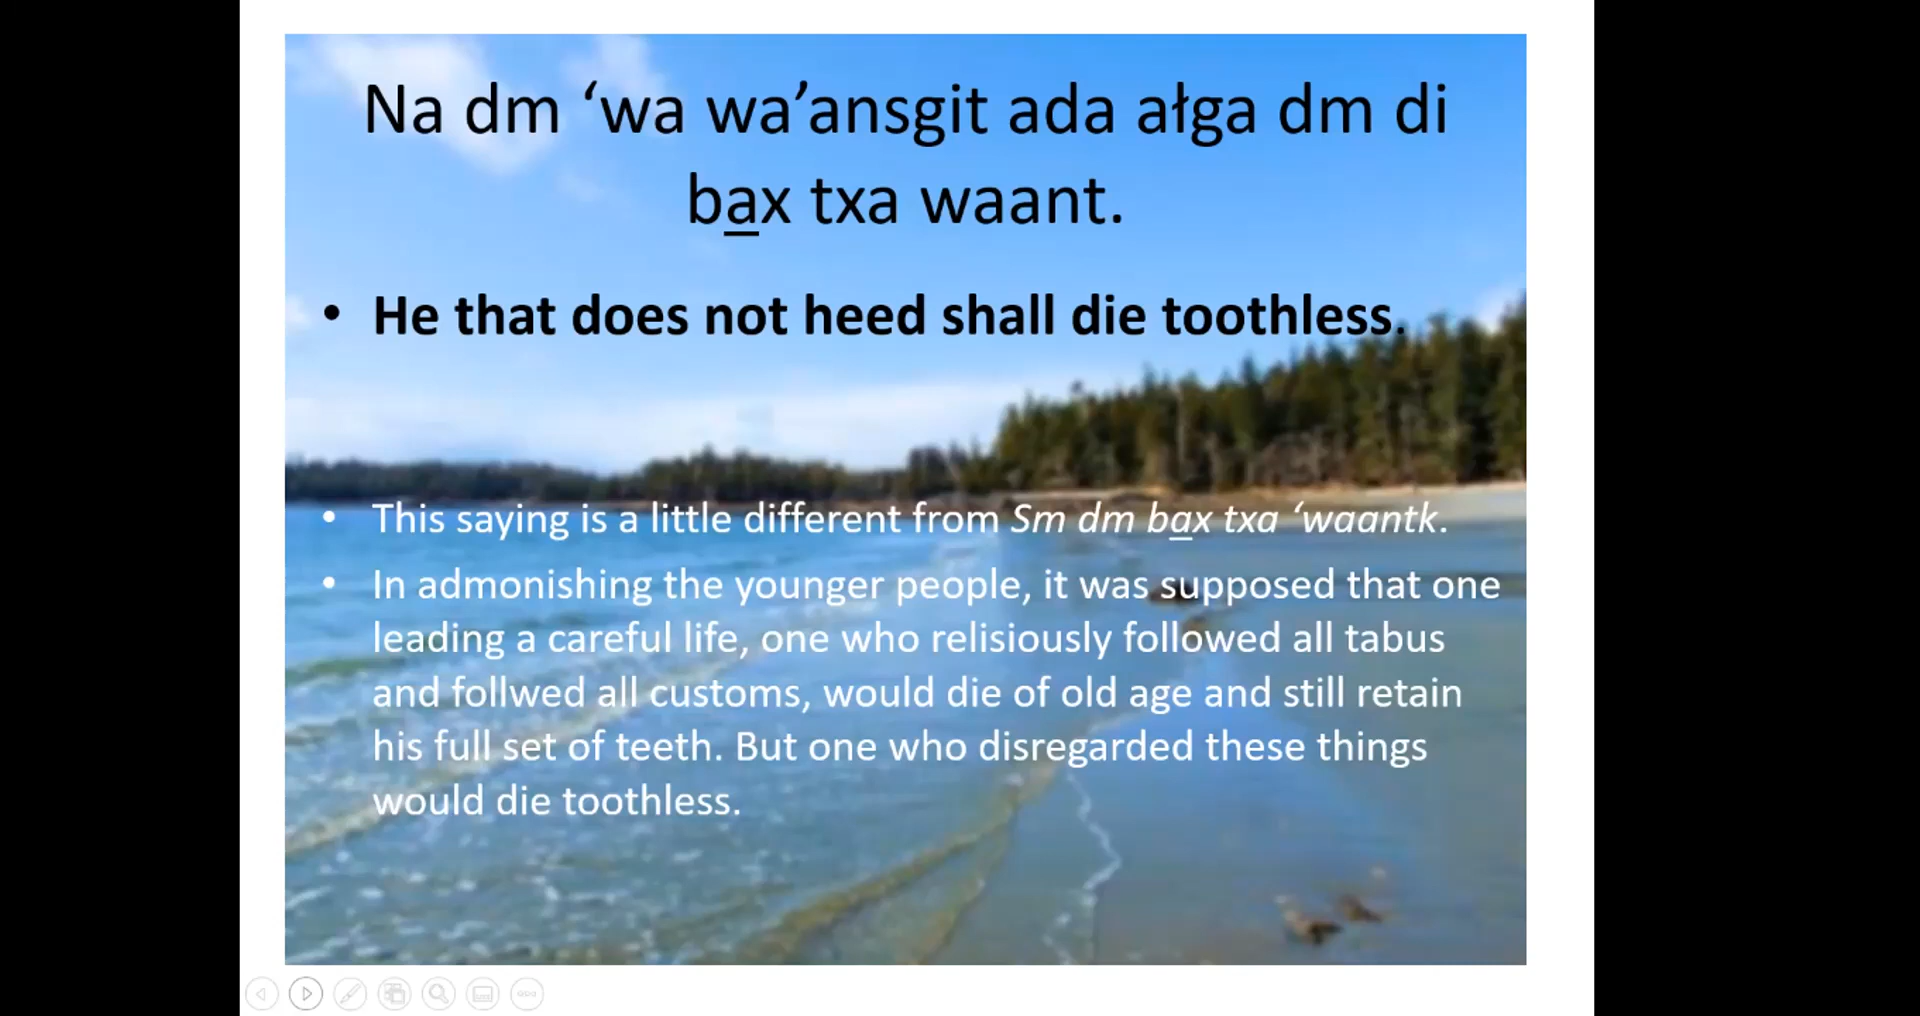 Na dm ‘wa wa’ansgit ada ałga dm di
ba̱x txa waant.
• He that does not heed shall die toothless.
• This saying is a little different from Sm dm ba̱x txa ‘waantk.
• In admonishing the younger people, it was supposed that one
leading a careful life, one who relisiously followed all tabus
and follwed all customs, would die of old age and still retain
his full set of teeth. But one who disregarded these things
would die toothless.